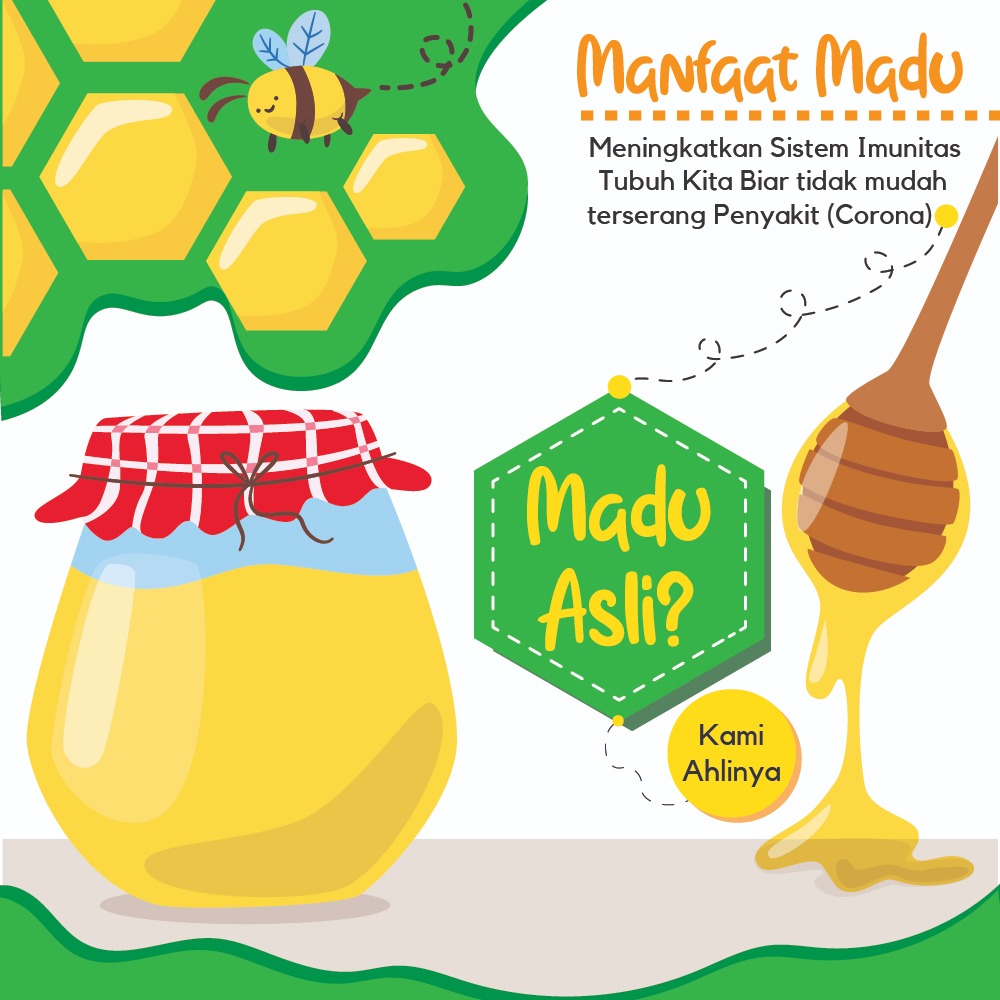 Manfaat Madu
Meningkatkan Sistem Imunitas
Tubuh Kita Biar tidak mudah
terserang Penyakit (Corona)
Madu
Asli?
Kami
Ahlinya